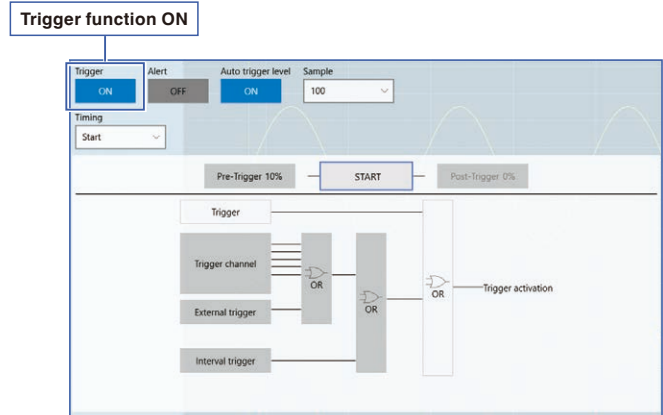 Trigger function ON
Trigger Alert Auto trigger level Sample
ON OFF ON 100
Timing
Start
Pre-Trigger 10% START Post-Trigger 0%
Trigger
Trigger channel
OR
External trigger
OR
OR
Trigger activation
Interval trigger